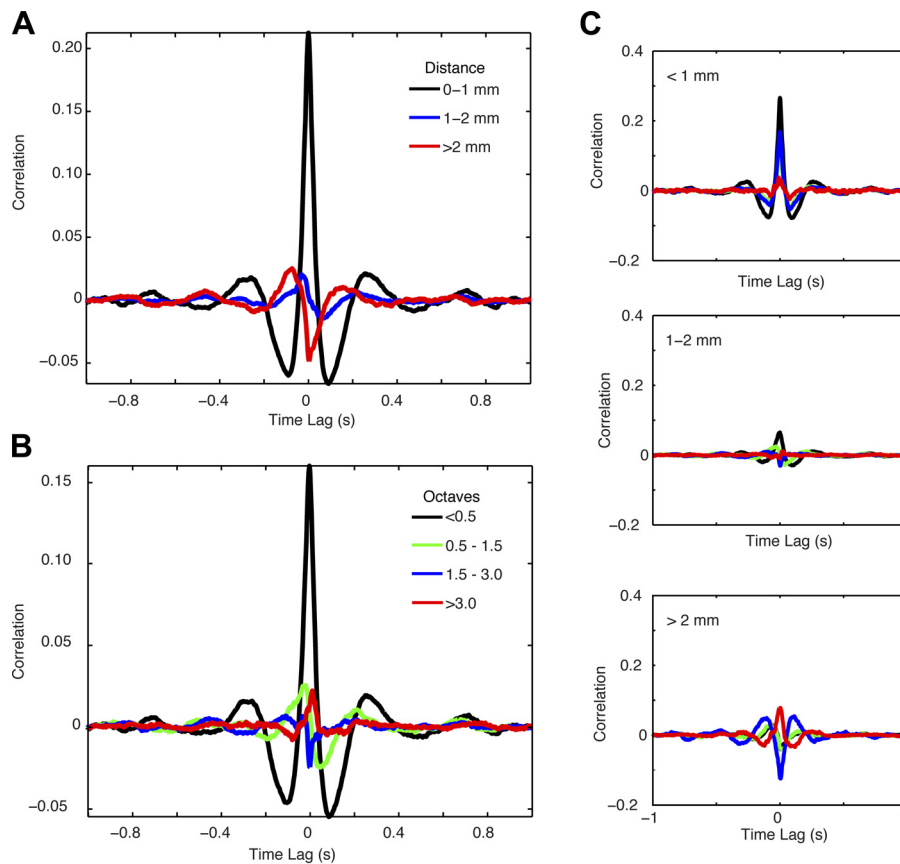 A
0.20
0.15
0.10
0.05
0
−0.05
Correlation
Distance
0−1 mm
1−2 mm
>2 mm
−0.8
−0.4
0
0.4
0.8
Time Lag (s)
B
0.15
0.10
0.05
0
−0.05
Correlation
Octaves
<0.5
0.5 - 1.5
1.5 - 3.0
>3.0
−0.8
−0.4
0
0.4
0.8
Time Lag (s)
C
0.4
0.2
0
−0.2
Correlation
< 1 mm
Time Lag (s)
0.4
0.2
0
−0.2
Correlation
1−2 mm
Time Lag (s)
0.4
0.2
0
−0.2
Correlation
> 2 mm
−1
0
Time Lag (s)